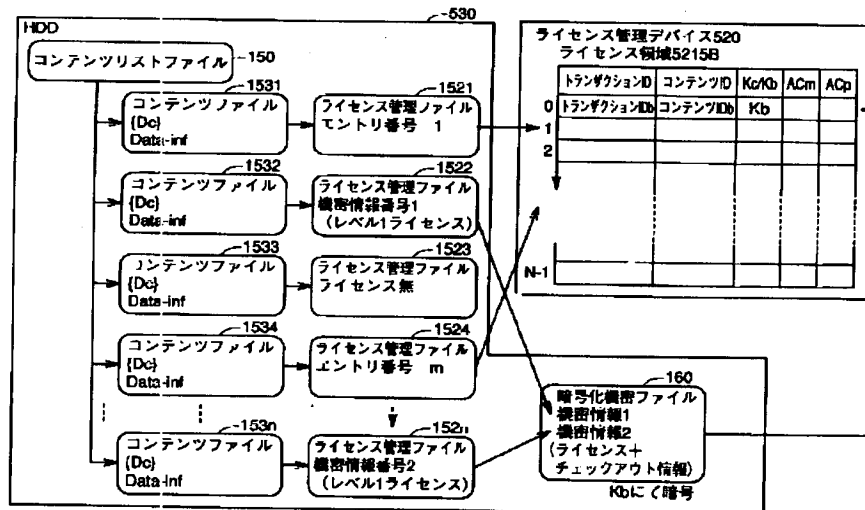 HDD
530
コンテンツリストファイル
150
1531
コンテンツファイル
{Dc}
Data-inf
1521
ライセンス管理ファイル
エントリ番号 1
1532
コンテンツファイル
{Dc}
Data-inf
1522
ライセンス管理ファイル
機密情報番号1
(レベル1ライセンス)
1533
コンテンツファイル
{Dc}
Data-inf
1523
ライセンス管理ファイル
ライセンス無
1534
コンテンツファイル
{Dc}
Data-inf
1524
ライセンス管理ファイル
エントリ番号 m
153n
コンテンツファイル
{Dc}
Data-inf
152n
ライセンス管理ファイル
機密情報番号2
(レベル1ライセンス)
ライセンス管理デバイス520
ライセンス領域5215B
トランザクションID コンテンツID Kc/Kb ACm ACp
0 トランザクションIDb コンテンツIDb Kb
1
2
N-1
160
暗号化機密ファイル
機密情報1
機密情報2
(ライセンス+
チェックアウト情報)
Kbにて暗号